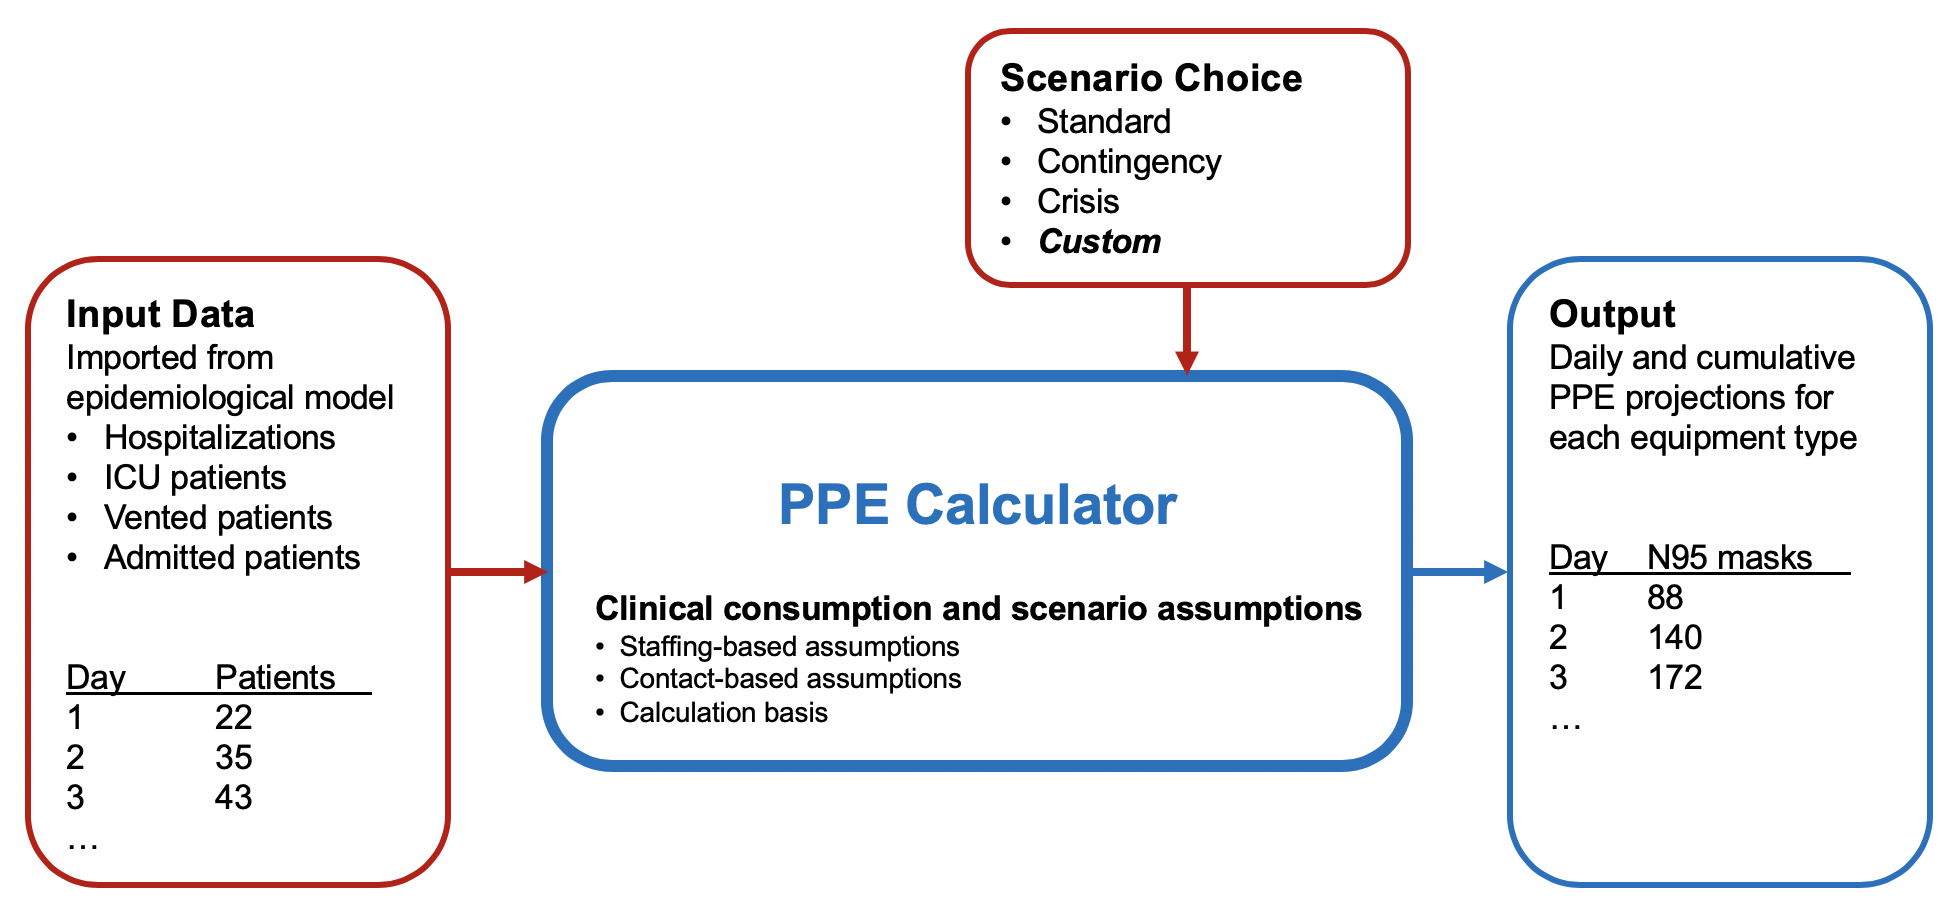 Scenario Choice
• Standard
• Contingency
• Crisis
• Custom
Input Data
Imported from
epidemiological model
• Hospitalizations
• ICU patients
• Vented patients
• Admitted patients
Day Patients
1 22
2 35
3 43
…
PPE Calculator
Clinical consumption and scenario assumptions
• Staffing-based assumptions
• Contact-based assumptions
• Calculation basis
Output
Daily and cumulative
PPE projections for
each equipment type
Day N95 masks
1 88
2 140
3 172
…